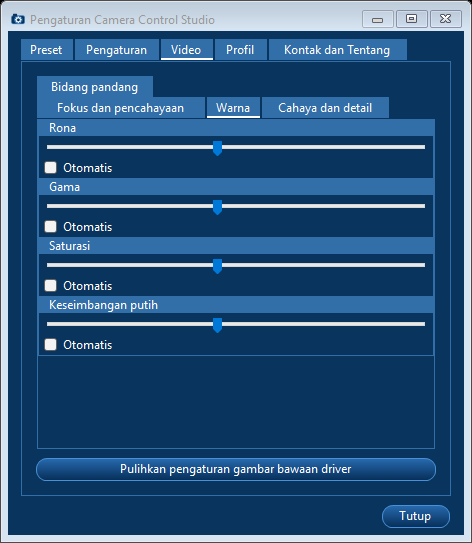 Pengaturan Camera Control Studio
Preset Pengaturan Video Profil Kontak dan Tentang
Bidang pandang
Fokus dan pencahayaan Warna Cahaya dan detail
Rona
Otomatis
Gama
Otomatis
Saturasi
Otomatis
Keseimbangan putih
Otomatis
Pulihkan pengaturan gambar bawaan driver
Tutup